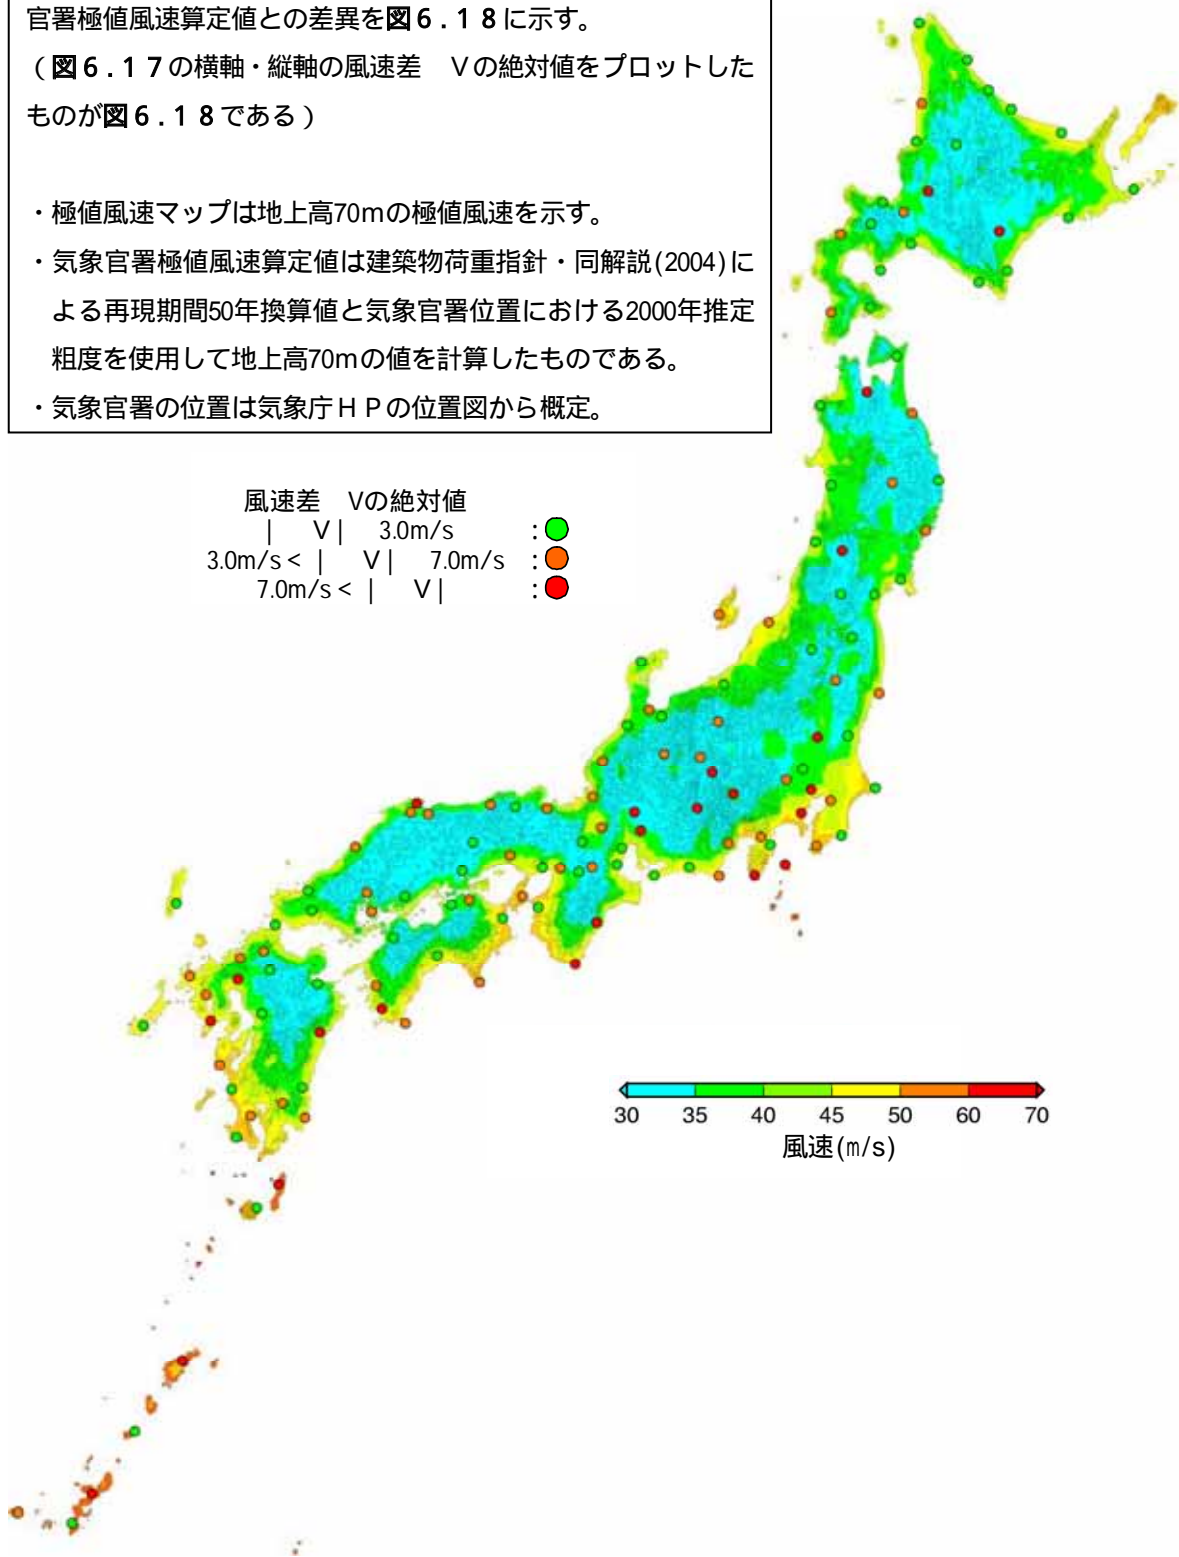 官署極値風速算定値との差異を図6.18に示す。
(図6.17の横軸・縦軸の風速差　Vの絶対値をプロットした
ものが図6.18である)
・極値風速マップは地上高70mの極値風速を示す。
・気象官署極値風速算定値は建築物荷重指針・同解説(2004)に
よる再現期間50年換算値と気象官署位置における2000年推定
粗度を使用して地上高70mの値を計算したものである。
・気象官署の位置は気象庁HPの位置図から概定。
風速差　Vの絶対値
|　V|　3.0m/s　:
3.0m/s<|　V|　7.0m/s　:
7.0m/s<|　V|　:
30 35 40 45 50 60 70
風速(m/s)